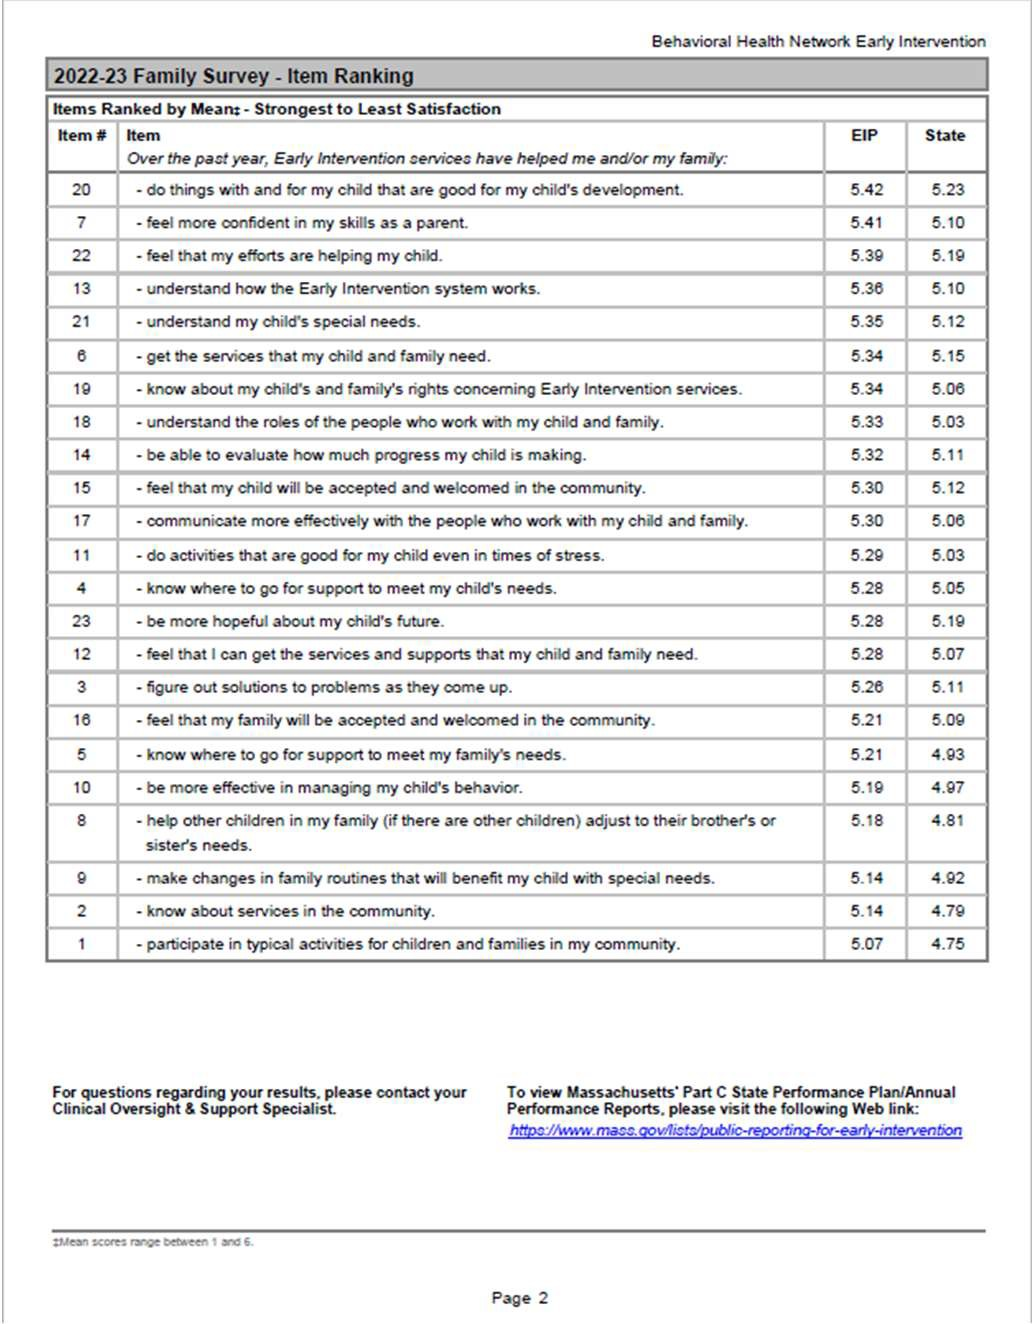 Behavioral Health Network Early Intervention
2022-23 Family Survey - Item Ranking
Items Ranked by Mean‡ - Strongest to Least Satisfaction
Item # Item EIP State
Over the past year, Early Intervention services have helped me and/or my family:
20 - do things with and for my child that are good for my child's development. 5.42 5.23
7 - feel more confident in my skills as a parent. 5.41 5.10
22 - feel that my efforts are helping my child. 5.39 5.19
13 - understand how the Early Intervention system works. 5.36 5.10
21 - understand my child's special needs. 5.35 5.12
6 - get the services that my child and family need. 5.34 5.15
19 - know about my child's and family's rights concerning Early Intervention services. 5.34 5.06
18 - understand the roles of the people who work with my child and family. 5.33 5.03
14 - be able to evaluate how much progress my child is making. 5.32 5.11
15 - feel that my child will be accepted and welcomed in the community. 5.30 5.12
17 - communicate more effectively with the people who work with my child and family. 5.30 5.06
11 - do activities that are good for my child even in times of stress. 5.29 5.03
4 - know where to go for support to meet my child's needs. 5.28 5.05
23 - be more hopeful about my child's future. 5.28 5.19
12 - feel that I can get the services and supports that my child and family need. 5.28 5.07
3 - figure out solutions to problems as they come up. 5.26 5.11
16 - feel that my family will be accepted and welcomed in the community. 5.21 5.09
5 - know where to go for support to meet my family's needs. 5.21 4.93
10 - be more effective in managing my child's behavior. 5.19 4.97
8 - help other children in my family (if there are other children) adjust to their brother's or 5.18 4.81
sister's needs.
9 - make changes in family routines that will benefit my child with special needs. 5.14 4.92
2 - know about services in the community. 5.14 4.79
1 - participate in typical activities for children and families in my community. 5.07 4.75
For questions regarding your results, please contact your
Clinical Oversight & Support Specialist.
To view Massachusetts' Part C State Performance Plan/Annual
Performance Reports, please visit the following Web link:
https://www.mass.gov/lists/public-reporting-for-early-intervention
‡Mean scores range between 1 and 6.
Page 2